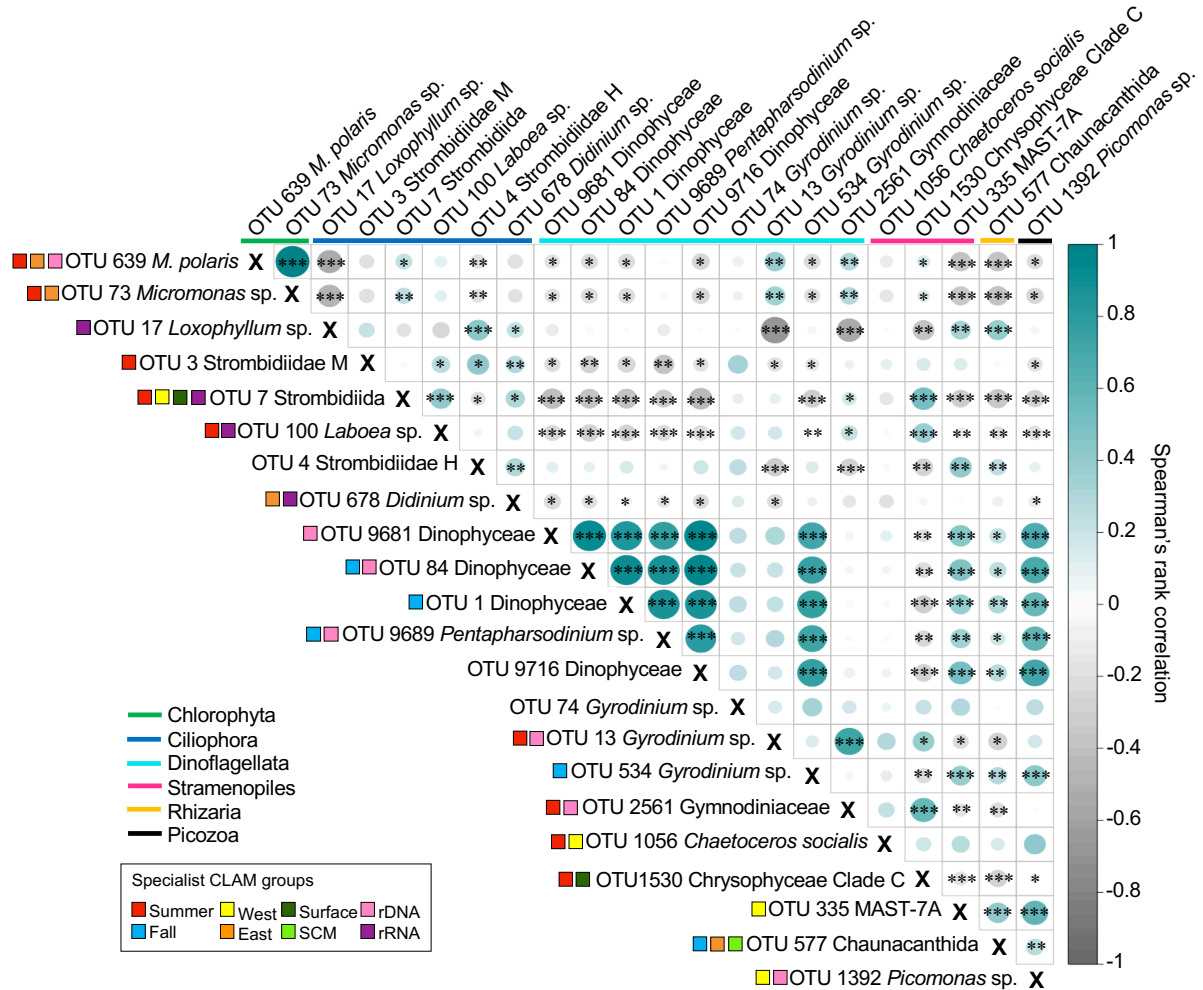 OTU 639 M. polaris
OTU 73 Micromonas sp.
OTU 17 Loxophyllum sp.
OTU 3 Strombidiidae M
OTU 7 Strombidiida
OTU 100 Laboea sp.
OTU 4 Strombidiidae H
OTU 678 Didinium sp.
OTU 9681 Dinophyceae
OTU 84 Dinophyceae
OTU 1 Dinophyceae
OTU 9689 Pentapharsodinium sp.
OTU 9716 Dinophyceae
OTU 74 Gyrodinium sp.
OTU 13 Gyrodinium sp.
OTU 534 Gyrodinium sp.
OTU 2561 Gymnodiniaceae
OTU 1056 Chaetoceros socialis
OTU 1530 Chrysophyceae Clade C
OTU 335 MAST-7A
OTU 577 Chaunacanthida
OTU 1392 Picomonas sp.
OTU 639 M. polaris X *** *** * ** * * * * ** * ** * *** *** *
OTU 73 Micromonas sp. X *** ** ** * * * * ** * ** * *** *** *
OTU 17 Loxophyllum sp. X *** * *** *** ** ** ***
OTU 3 Strombidiidae M X * * ** * ** * ** * * * *
OTU 7 Strombidiida X *** * * *** *** *** *** *** *** * *** *** *** ***
OTU 100 Laboea sp. X *** *** *** *** *** ** * *** ** ** ***
OTU 4 Strombidiidae H X ** *** *** ** ** **
OTU 678 Didinium sp. X * * * * * * *
OTU 9681 Dinophyceae X *** *** *** *** *** ** *** * ***
OTU 84 Dinophyceae X *** *** *** *** ** *** * ***
OTU 1 Dinophyceae X *** *** *** *** *** ** ***
OTU 9689 Pentapharsodinium sp. X *** *** ** ** * ***
OTU 9716 Dinophyceae X *** *** *** ** ***
OTU 74 Gyrodinium sp. X
OTU 13 Gyrodinium sp. X *** * * *
OTU 534 Gyrodinium sp. X ** *** ** ***
OTU 2561 Gymnodiniaceae X *** ** **
OTU 1056 Chaetoceros socialis X
OTU1530 Chrysophyceae Clade C X *** *** *
OTU 335 MAST-7A X *** ***
OTU 577 Chaunacanthida X **
OTU 1392 Picomonas sp. X
Chlorophyta
Ciliophora
Dinoflagellata
Stramenopiles
Rhizaria
Picozoa
Specialist CLAM groups
Summer West Surface rDNA
Fall East SCM rRNA
1
0.8
0.6
0.4
0.2
0
-0.2
-0.4
-0.6
-0.8
-1
Spearman's rank correlation